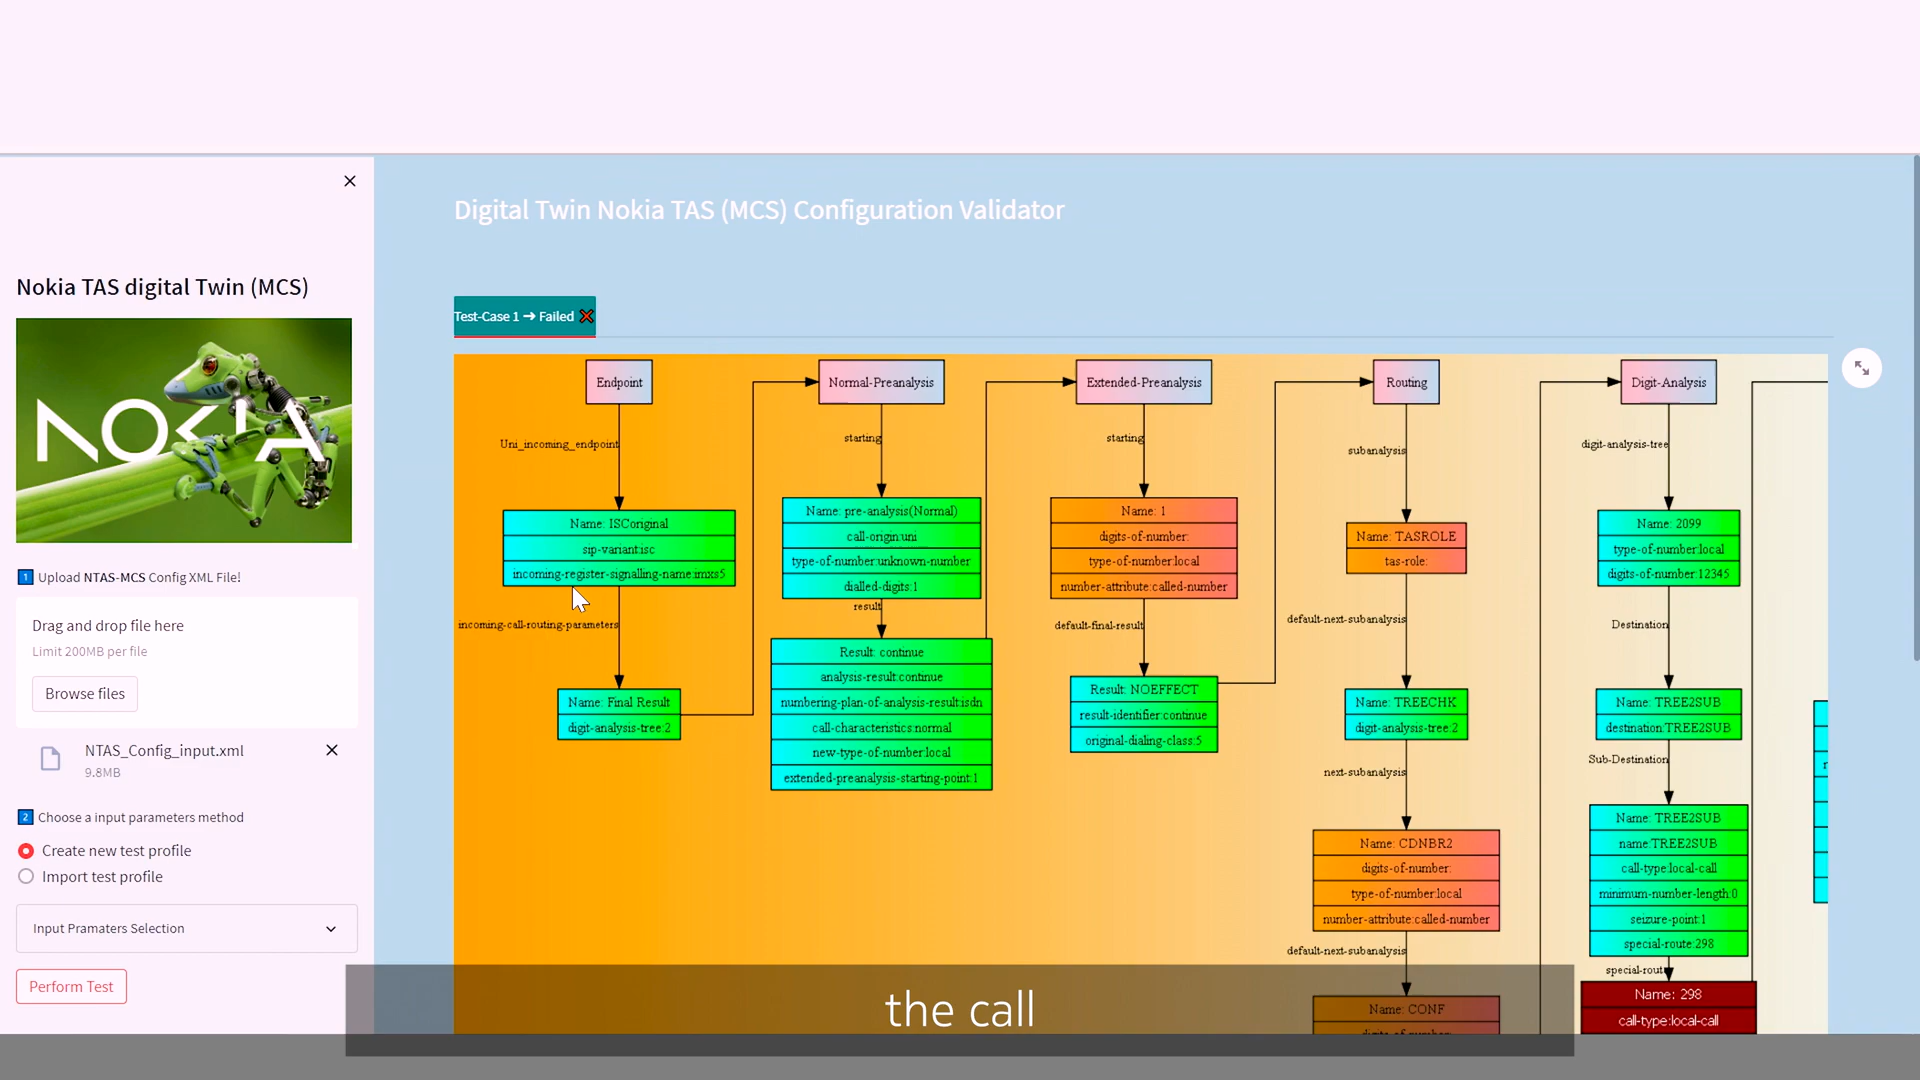 Digital Twin Nokia TAS (MCS) Configuration Validator
Nokia TAS digital Twin (MCS)
NOKIA
1 Upload NTAS-MCS Config XML File!
Drag and drop file here
Limit 200MB per file
Browse files
NTAS_Config_input.xml
9.8MB
2 Choose a input parameters method
Create new test profile
Import test profile
Input Pramaters Selection
Perform Test
Test-Case 1 → Failed ❌
Endpoint
Uni_incoming_endpoint
Name: ISCoriginal
sip-variant:isc
incoming-register-signalling-name:imxs5
incoming-call-routing-parameters
Name: Final Result
digit-analysis-tree:2
Normal-Preanalysis
starting
Name: pre-analysis(Normal)
call-origin:uni
type-of-number:unknown-number
dialled-digits:1
result
Result: continue
analysis-result:continue
numbering-plan-of-analysis-result:isdn
call-characteristics:normal
new-type-of-number:local
extended-preanalysis-starting-point:1
Extended-Preanalysis
starting
Name: 1
digits-of-number:
type-of-number:local
number-attribute:called-number
default-final-result
Result: NOEFFECT
result-identifier:continue
original-dialing-class:5
Routing
subanalysis
Name: TASROLE
tas-role:
default-next-subanalysis
Name: TREECHK
digit-analysis-tree:2
next-subanalysis
Name: CDNBR2
digits-of-number:
type-of-number:local
number-attribute:called-number
default-next-subanalysis
Name: CONF
digits-of-number:
Digit-Analysis
digit-analysis-tree
Name: 2099
type-of-number:local
digits-of-number:12345
Destination
Name: TREE2SUB
destination:TREE2SUB
Sub-Destination
Name: TREE2SUB
name:TREE2SUB
call-type:local-call
minimum-number-length:0
seizure-point:1
special-route:298
special-rout
Name: 298
call-type:local-call
the call